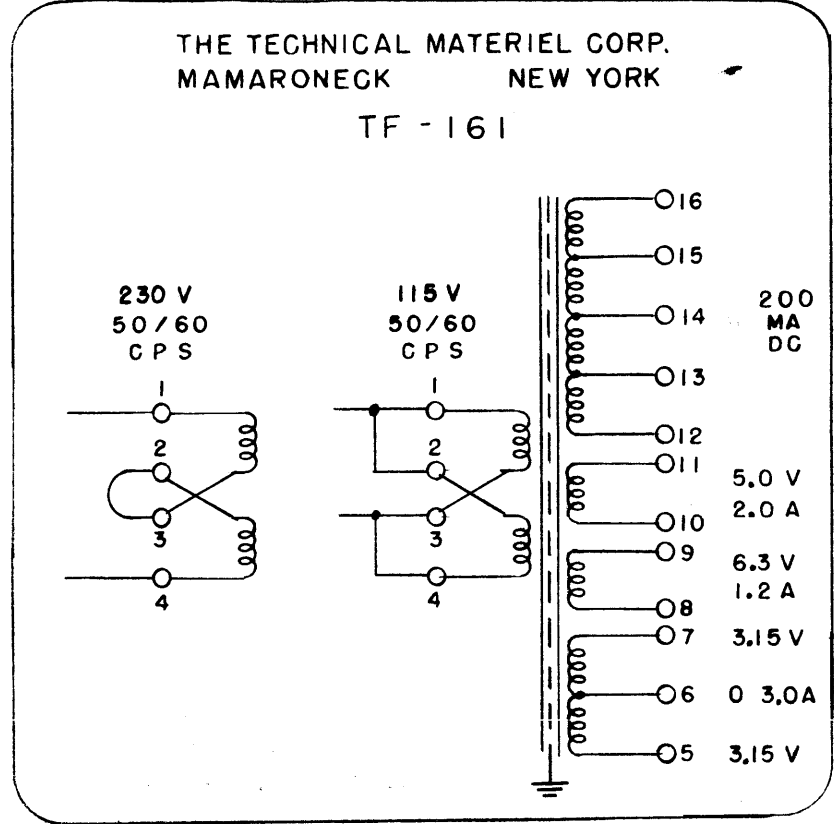 THE TECHNICAL MATERIEL CORP.
MAMARONECK NEW YORK
TF - 161
230 V
50/60
CPS
1
2
3
4
115 V
50/60
CPS
1
2
3
4
16
15
14
13
12
200
MA
DC
11
10
5.0 V
2.0 A
9
8
6.3 V
1.2 A
7 3.15 V
6 0 3.0A
5 3.15 V